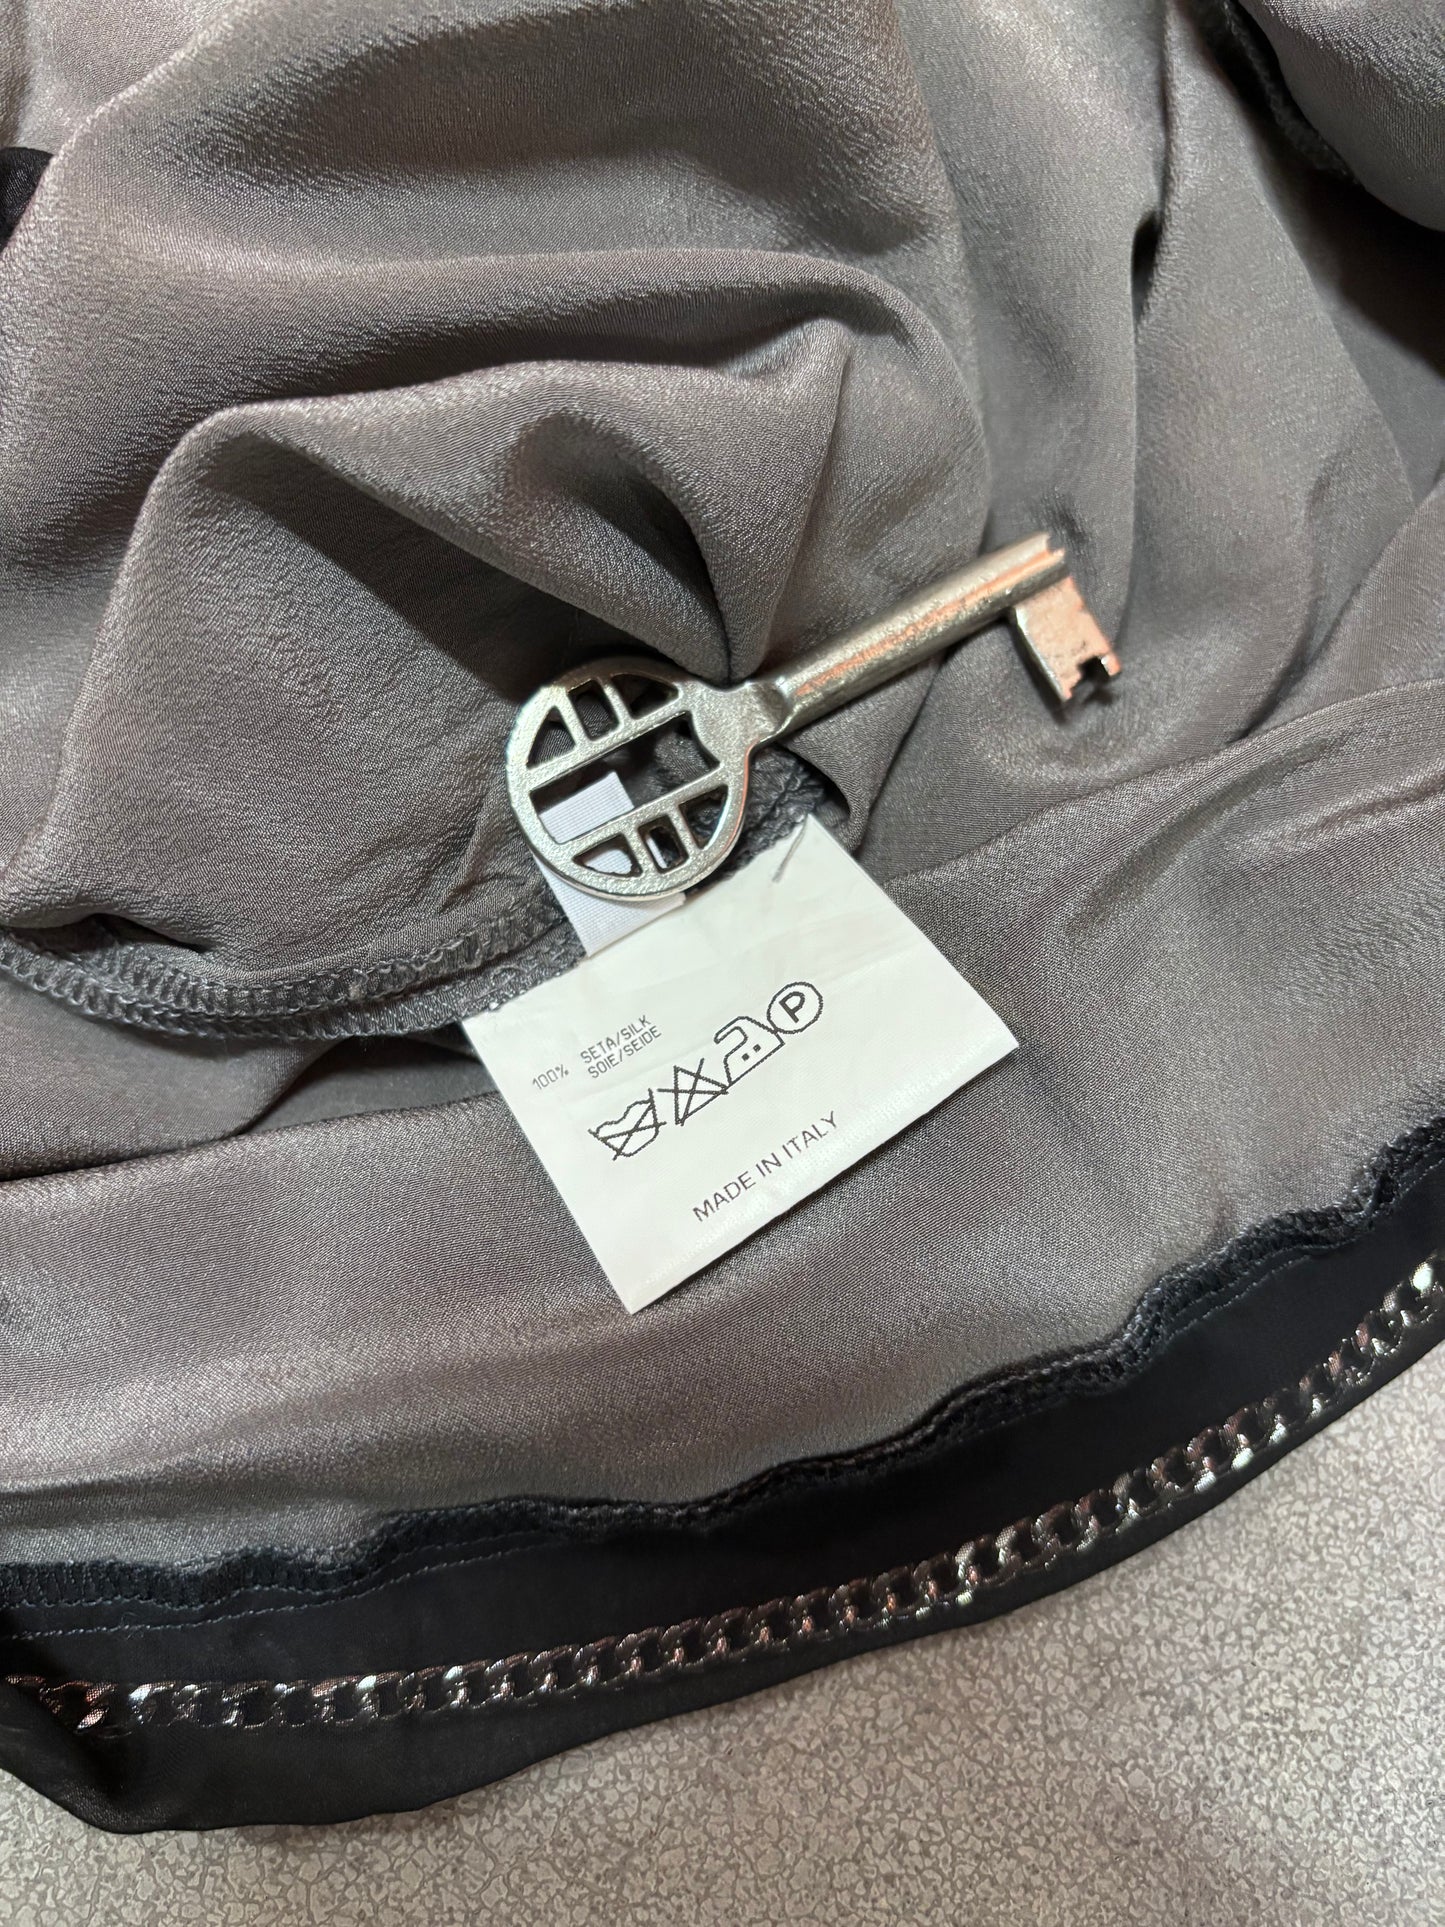 100% SETA/SILK
SOIE/SEIDE
P
MADE IN ITALY